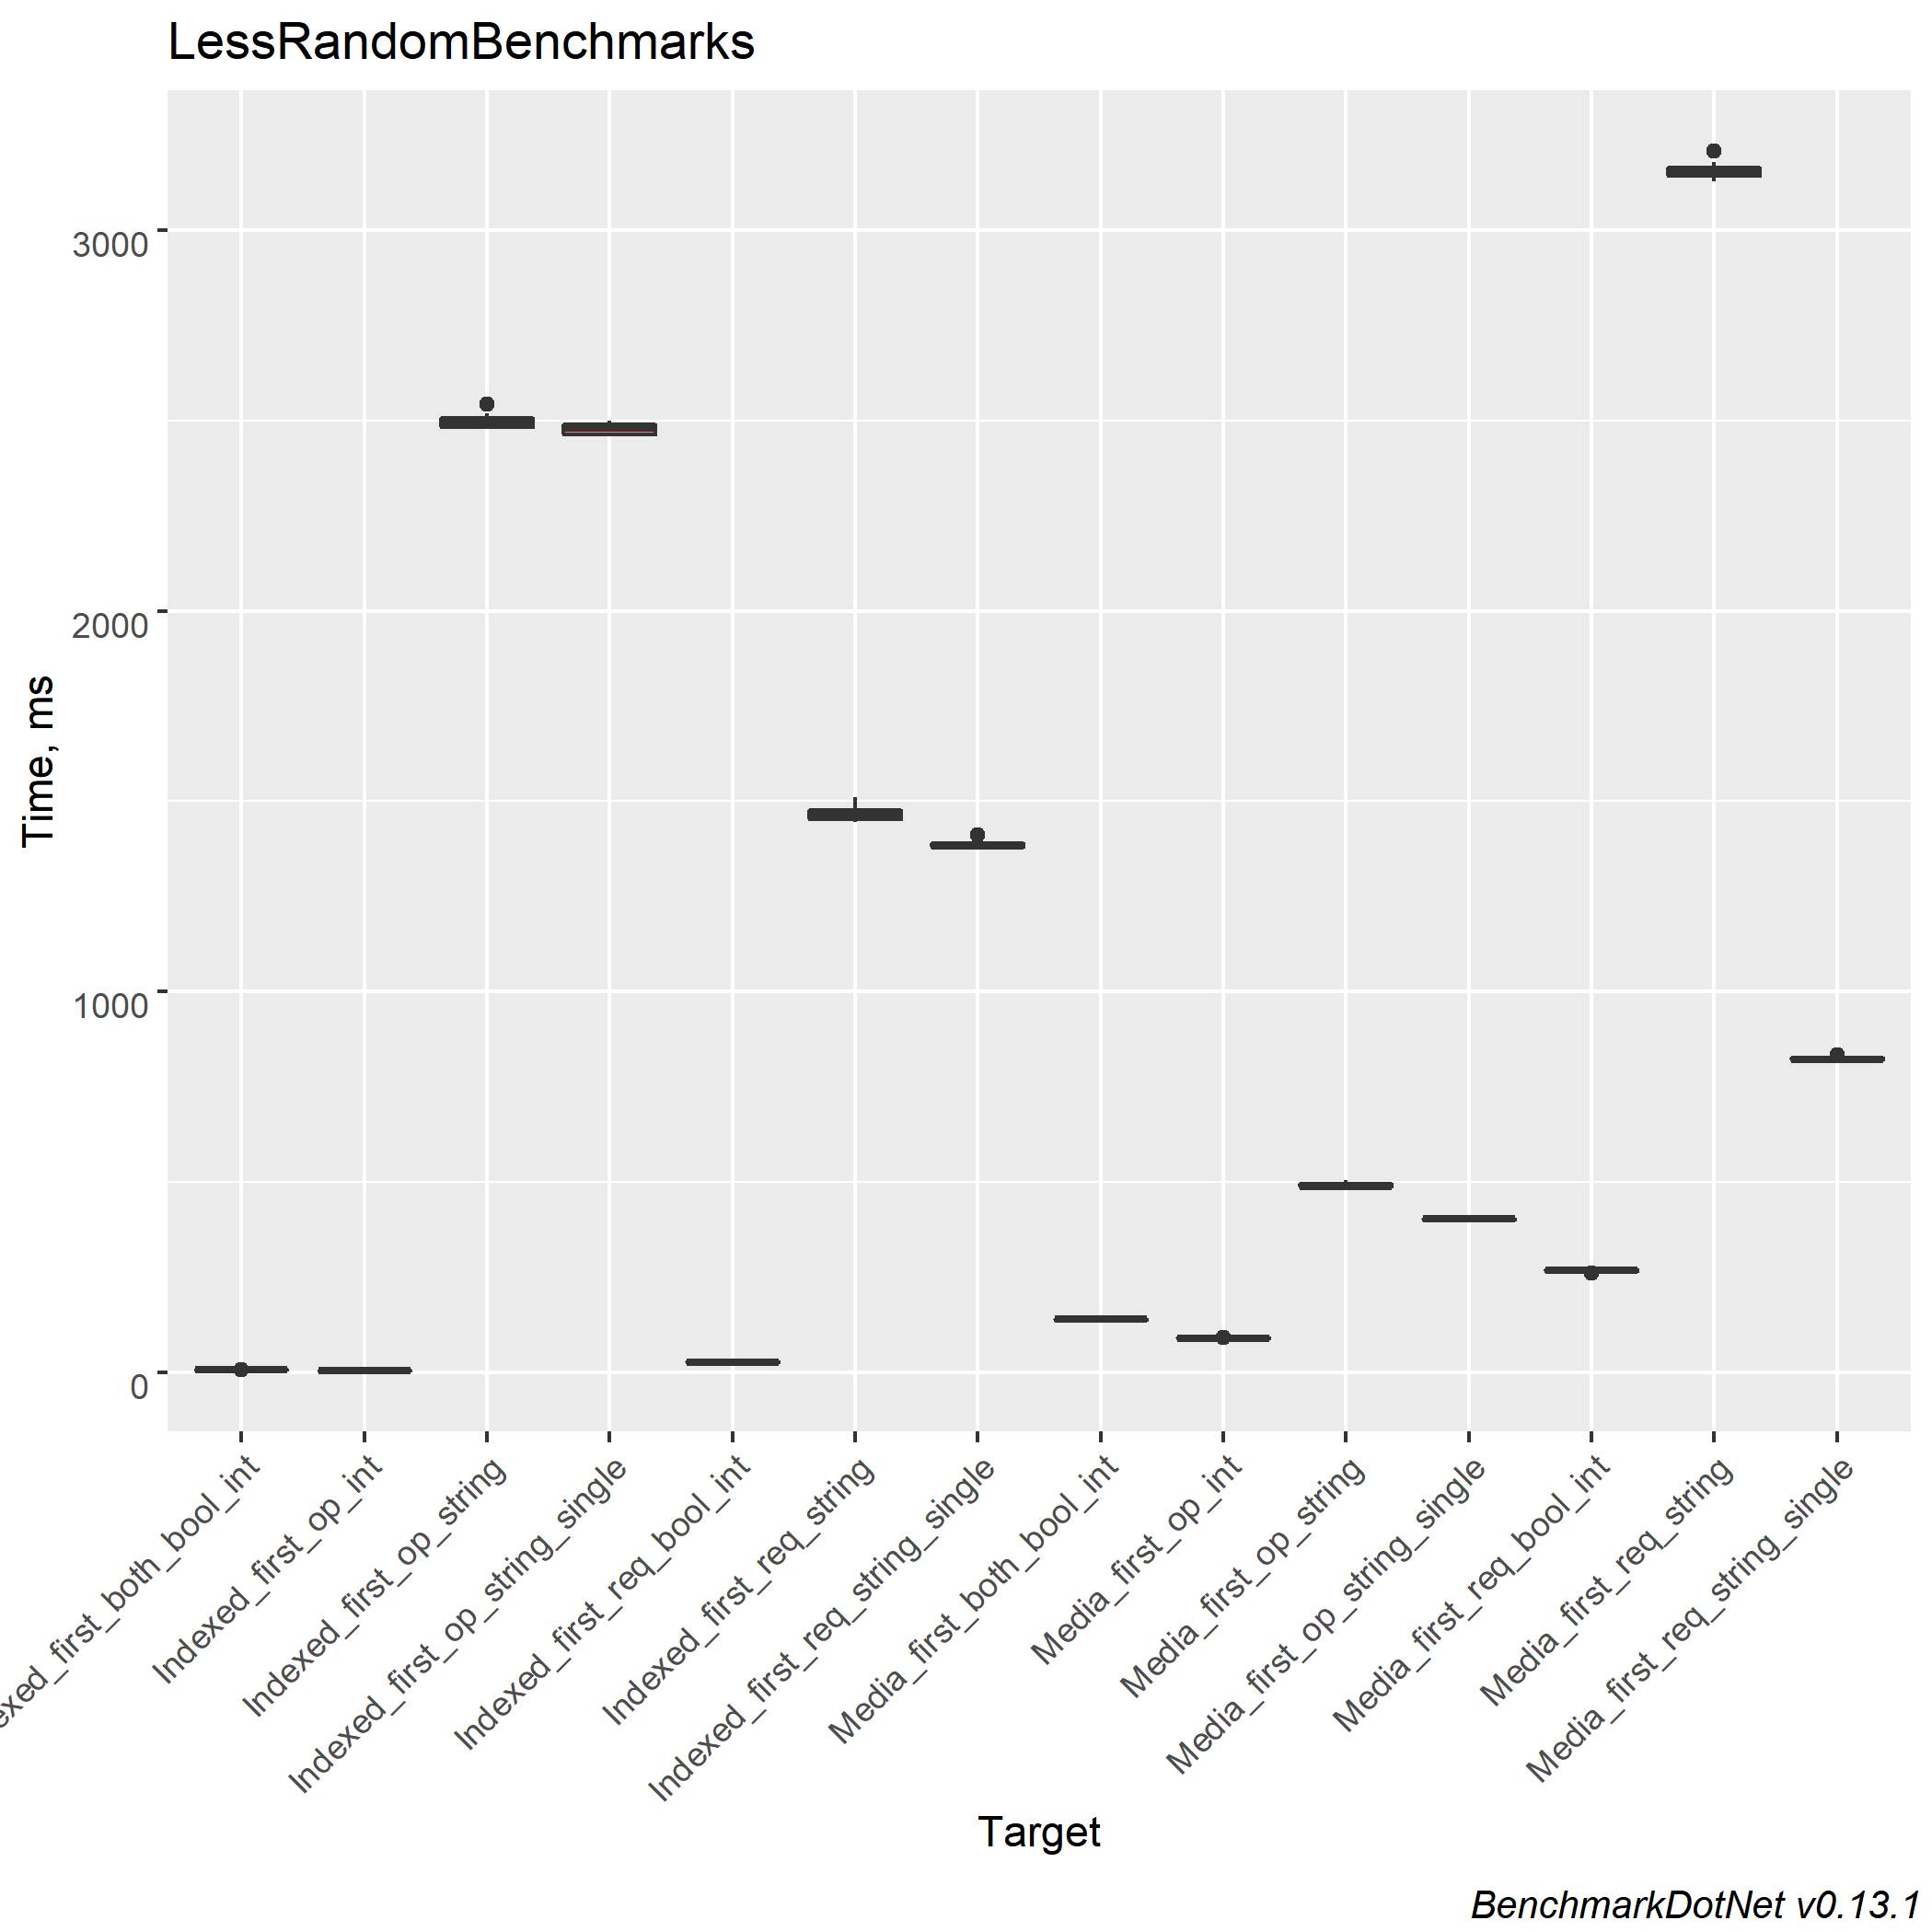 LessRandomBenchmarks
Time, ms
3000
2000
1000
0
exed_first_both_bool_int
Indexed_first_op_int
Indexed_first_op_string
Indexed_first_op_string_single
Indexed_first_req_bool_int
Indexed_first_req_string
Indexed_first_req_string_single
Media_first_both_bool_int
Media_first_op_int
Media_first_op_string
Media_first_op_string_single
Media_first_req_bool_int
Media_first_req_string
Media_first_req_string_single
Target
BenchmarkDotNet v0.13.1